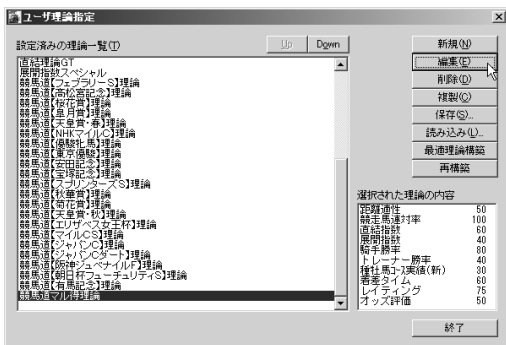 ユーザ理論指定
設定済みの理論一覧(T)
Up
Down
直結理論GT
展開指数スペシャル
競馬道【フェブラリーS】理論
競馬道【高松宮記念】理論
競馬道【桜花賞】理論
競馬道【皐月賞】理論
競馬道【天皇賞・春】理論
競馬道【NHKマイルC】理論
競馬道【優駿牝馬】理論
競馬道【東京優駿】理論
競馬道【安田記念】理論
競馬道【宝塚記念】理論
競馬道【スプリンターズS】理論
競馬道【秋華賞】理論
競馬道【菊花賞】理論
競馬道【天皇賞・秋】理論
競馬道【エリザベス女王杯】理論
競馬道【マイルCS】理論
競馬道【ジャパンC】理論
競馬道【ジャパンCダート】理論
競馬道【阪神ジュベナイルF】理論
競馬道【朝日杯フューチュリティS】理論
競馬道【有馬記念】理論
競馬道マル得理論
新規(N)
編集(E)
削除(D)
複製(C)
保存(S)...
読み込み(L)...
最適理論構築
再構築
選択された理論の内容
距離適性 50
競走馬連対率 100
直結指数 60
展開指数 40
騎手勝率 80
トレーナー勝率 40
種牡馬コース実績(新) 30
着差タイム 60
レイティング 75
オッズ評価 50
終了